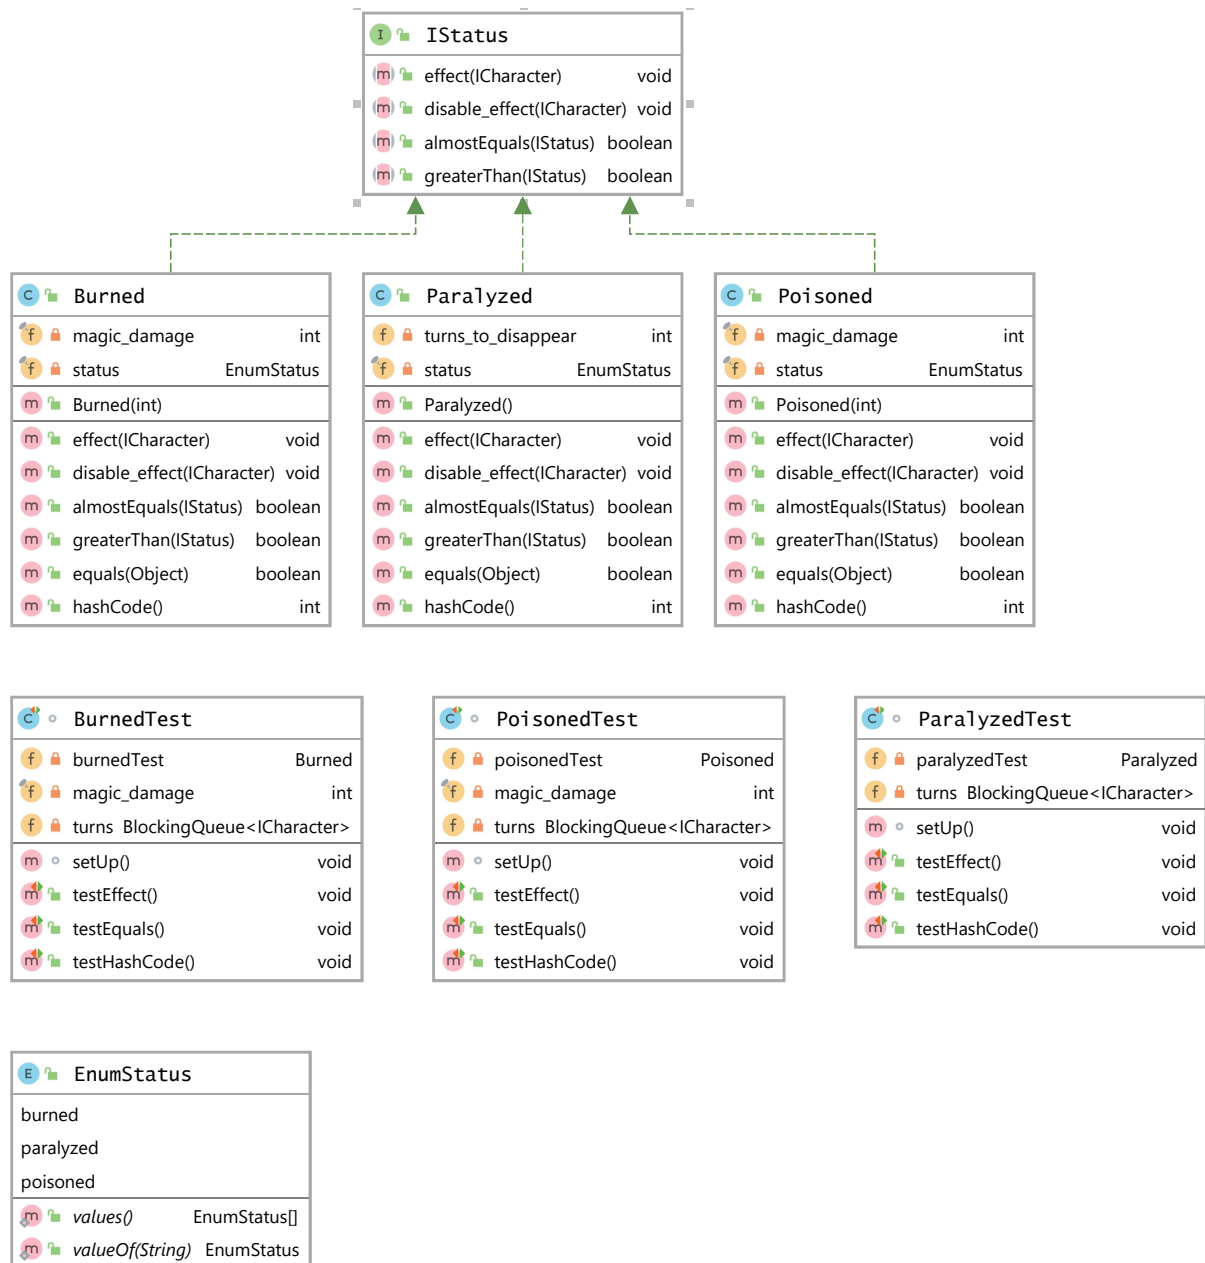 I IStatus
m effect(ICharacter) void
m disable_effect(ICharacter) void
m almostEquals(IStatus) boolean
m greaterThan(IStatus) boolean
C Burned
f magic_damage int
f status EnumStatus
m Burned(int)
m effect(ICharacter) void
m disable_effect(ICharacter) void
m almostEquals(IStatus) boolean
m greaterThan(IStatus) boolean
m equals(Object) boolean
m hashCode() int
C Paralyzed
f turns_to_disappear int
f status EnumStatus
m Paralyzed()
m effect(ICharacter) void
m disable_effect(ICharacter) void
m almostEquals(IStatus) boolean
m greaterThan(IStatus) boolean
m equals(Object) boolean
m hashCode() int
C Poisoned
f magic_damage int
f status EnumStatus
m Poisoned(int)
m effect(ICharacter) void
m disable_effect(ICharacter) void
m almostEquals(IStatus) boolean
m greaterThan(IStatus) boolean
m equals(Object) boolean
m hashCode() int
C BurnedTest
f burnedTest Burned
f magic_damage int
f turns BlockingQueue<ICharacter>
m setUp() void
m testEffect() void
m testEquals() void
m testHashCode() void
C PoisonedTest
f poisonedTest Poisoned
f magic_damage int
f turns BlockingQueue<ICharacter>
m setUp() void
m testEffect() void
m testEquals() void
m testHashCode() void
C ParalyzedTest
f paralyzedTest Paralyzed
f turns BlockingQueue<ICharacter>
m setUp() void
m testEffect() void
m testEquals() void
m testHashCode() void
E EnumStatus
burned
paralyzed
poisoned
m values() EnumStatus[]
m valueOf(String) EnumStatus